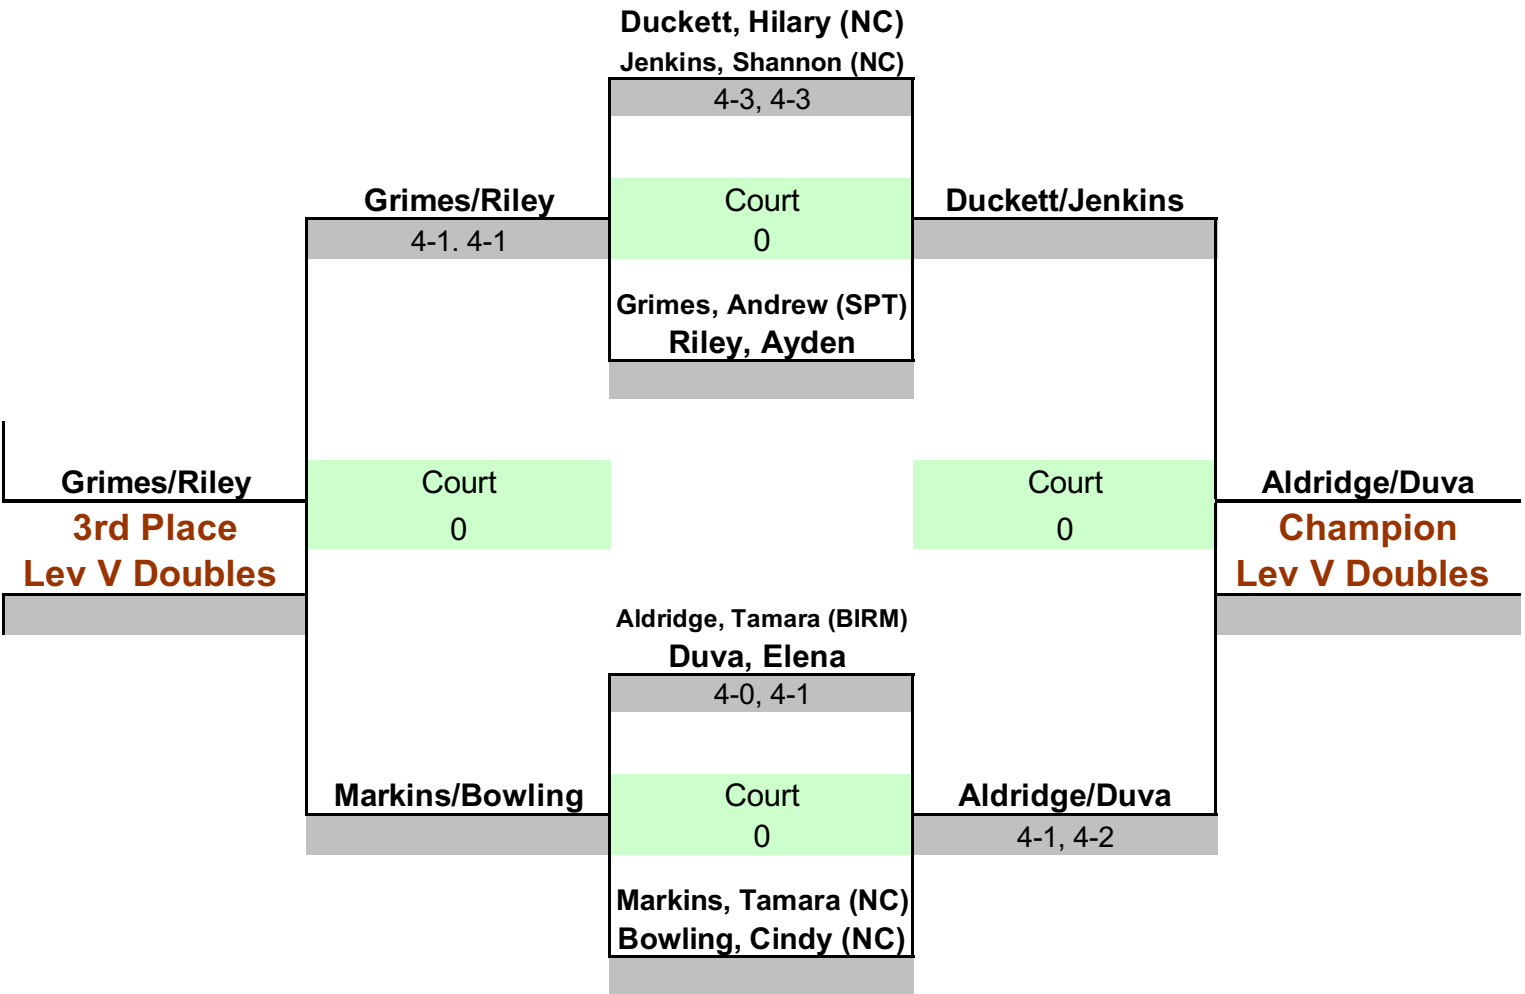 Duckett, Hilary (NC)
Jenkins, Shannon (NC)
4-3, 4-3
Grimes/Riley
Court
Duckett/Jenkins
4-1. 4-1
0
Grimes, Andrew (SPT)
Riley, Ayden
Grimes/Riley
Court
Court
Aldridge/Duva
3rd Place
0
0
Champion
Lev V Doubles
Lev V Doubles
Aldridge, Tamara (BIRM)
Duva, Elena
4-0, 4-1
Markins/Bowling
Court
Aldridge/Duva
0
4-1, 4-2
Markins, Tamara (NC)
Bowling, Cindy (NC)